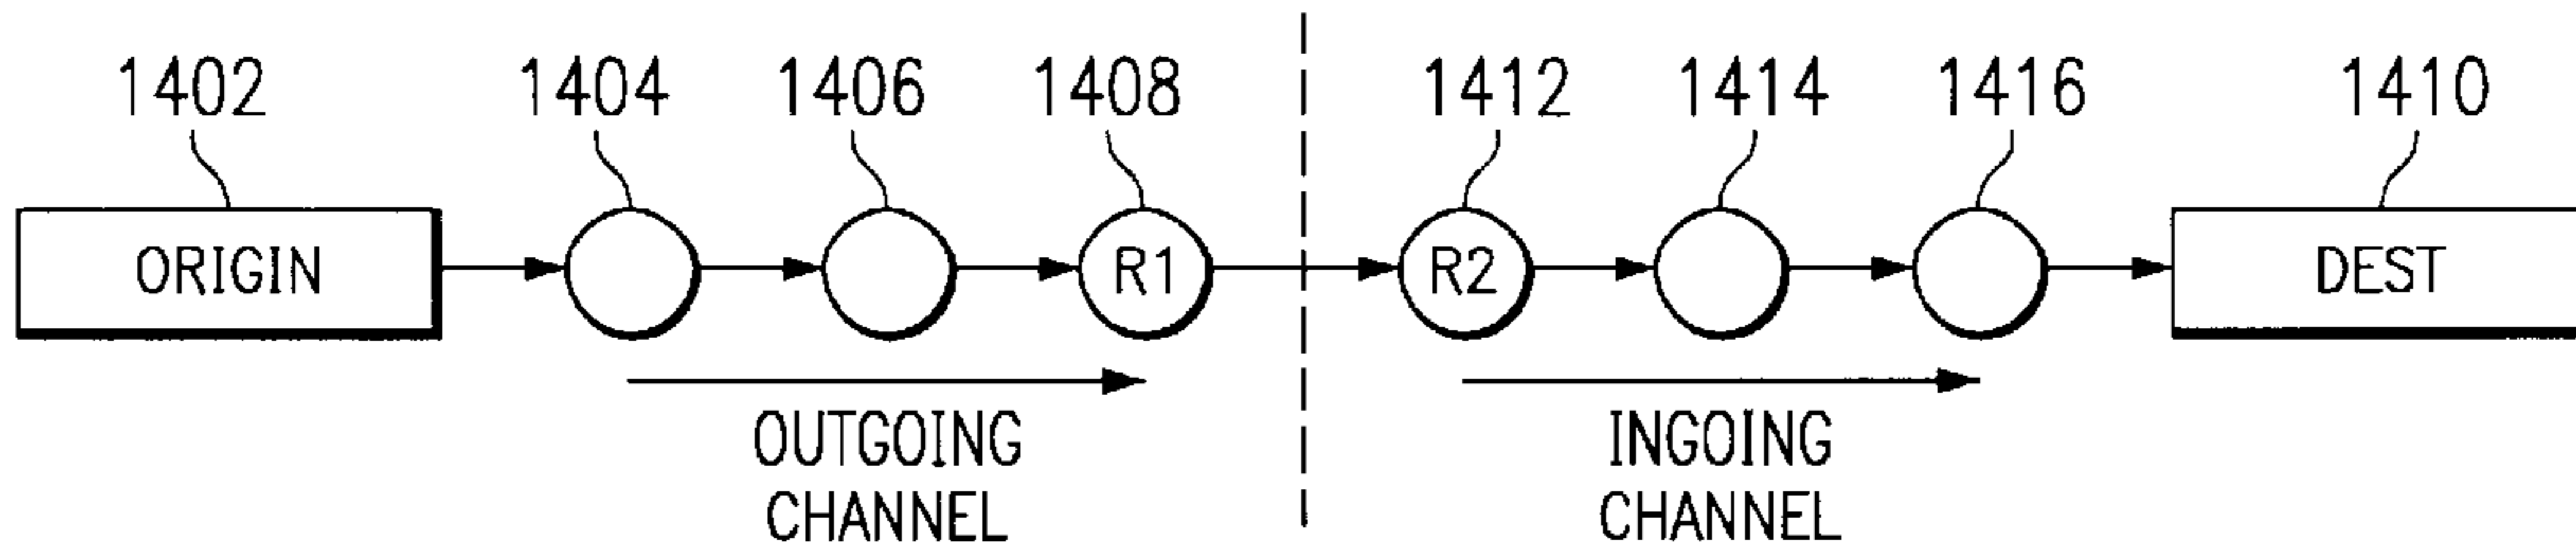 1402 1404 1406 1408 1412 1414 1416 1410
ORIGIN R1 R2 DEST
OUTGOING INGOING
CHANNEL CHANNEL